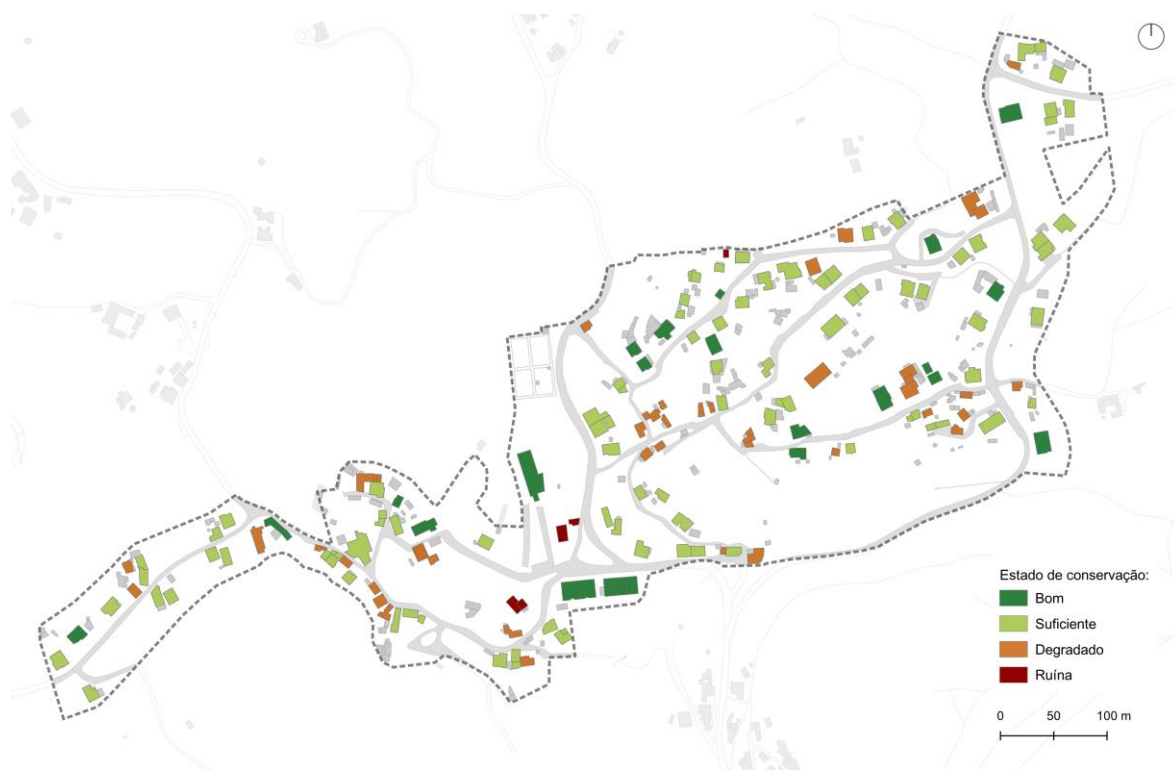 Estado de conservação:
Bom
Suficiente
Degradado
Ruína
0 50 100 m